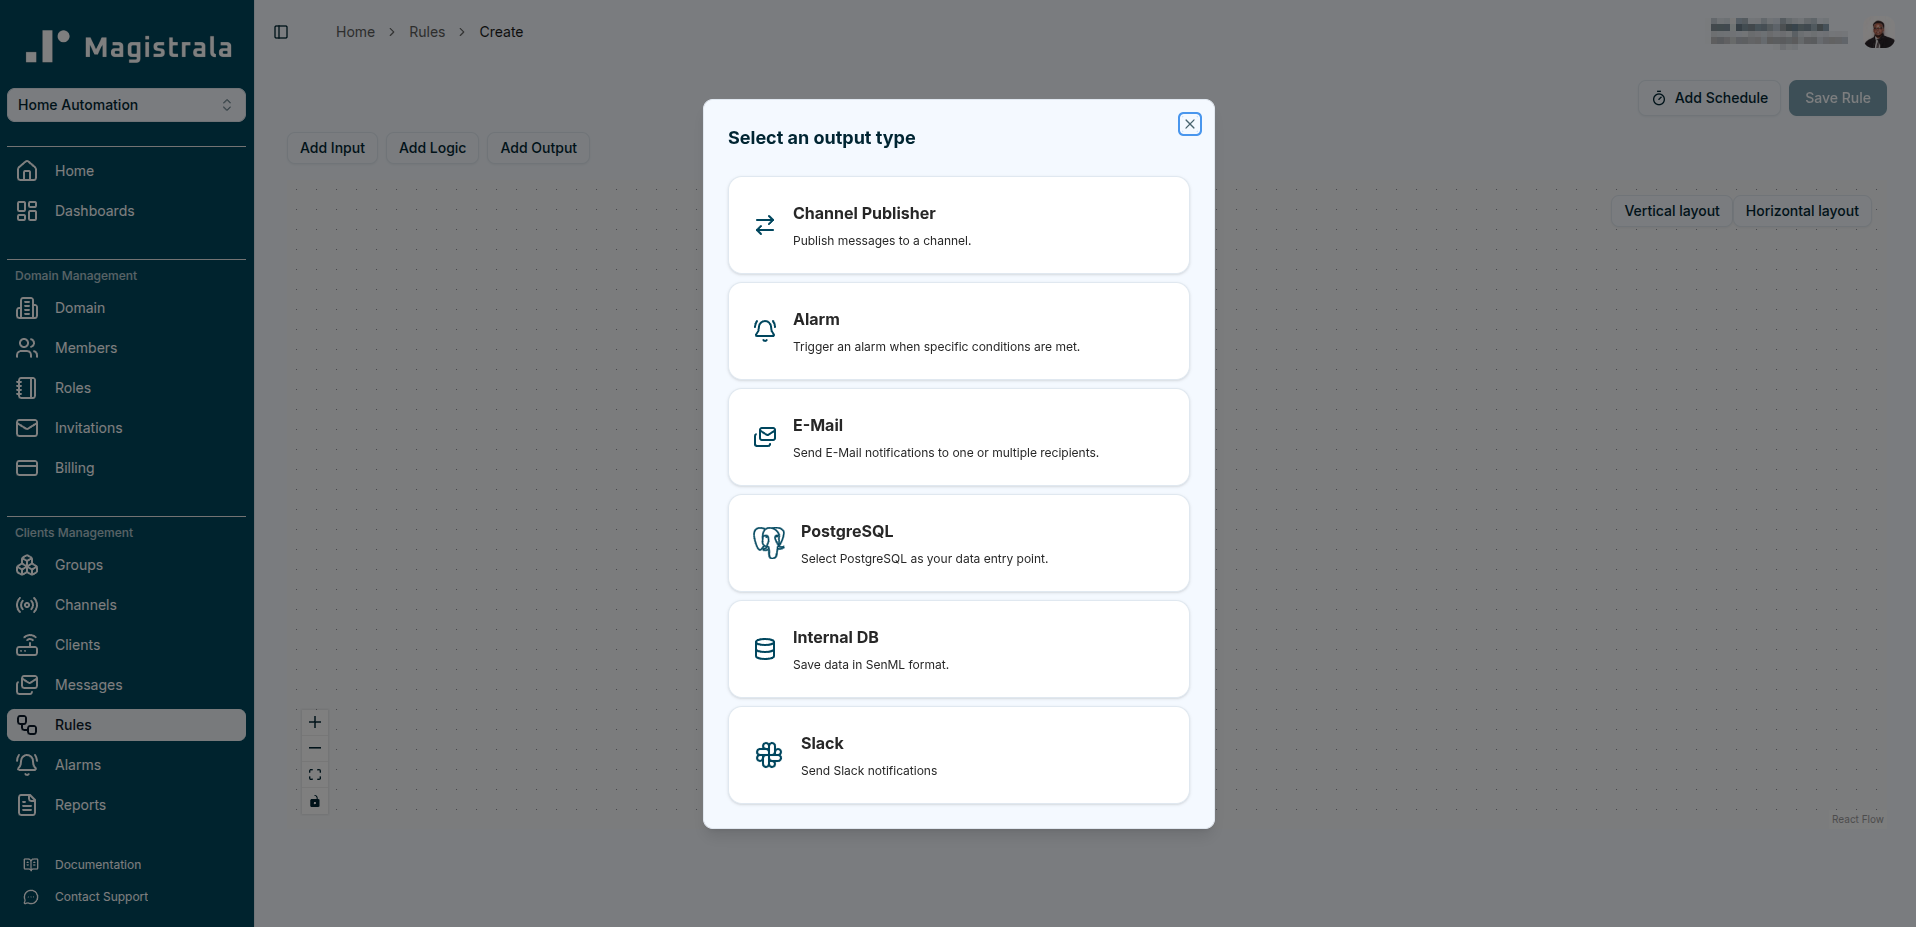 Magistrala
Home Automation
Home
Dashboards
Domain Management
Domain
Members
Roles
Invitations
Billing
Clients Management
Groups
Channels
Clients
Messages
Rules
Alarms
Reports
Documentation
Contact Support
Home > Rules > Create
Add Schedule
Save Rule
Add Input
Add Logic
Add Output
Vertical layout
Horizontal layout
Select an output type
Channel Publisher
Publish messages to a channel.
Alarm
Trigger an alarm when specific conditions are met.
E-Mail
Send E-Mail notifications to one or multiple recipients.
PostgreSQL
Select PostgreSQL as your data entry point.
Internal DB
Save data in SenML format.
Slack
Send Slack notifications
React Flow